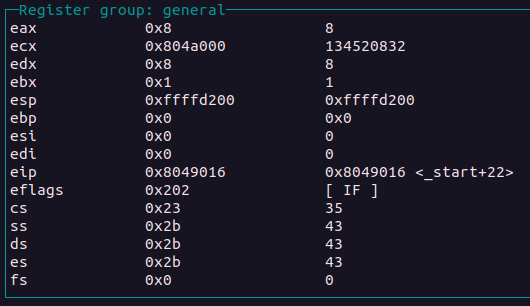 Register group: general
eax 0x8 8
ecx 0x804a000 134520832
edx 0x8 8
ebx 0x1 1
esp 0xffffd200 0xffffd200
ebp 0x0 0x0
esi 0x0 0
edi 0x0 0
eip 0x8049016 0x8049016 <_start+22>
eflags 0x202 [ IF ]
cs 0x23 35
ss 0x2b 43
ds 0x2b 43
es 0x2b 43
fs 0x0 0